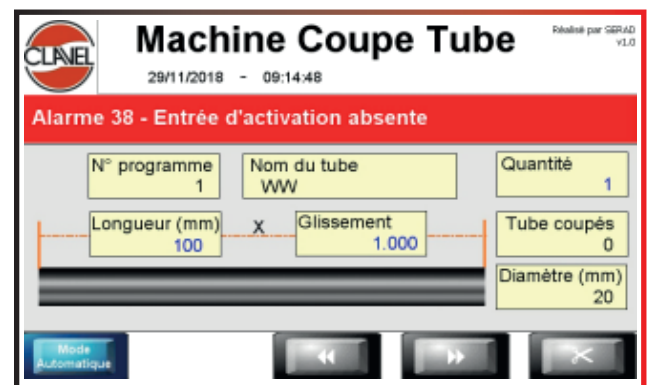 CLAVEL
Machine Coupe Tube
Réalisé par SERAD
v1.0
29/11/2018 - 09:14:48
Alarme 38 - Entrée d'activation absente
N° programme
1
Nom du tube
WW
Quantité
1
Longueur (mm)
100
X
Glissement
1.000
Tube coupés
0
Diamètre (mm)
20
Mode
Automatique